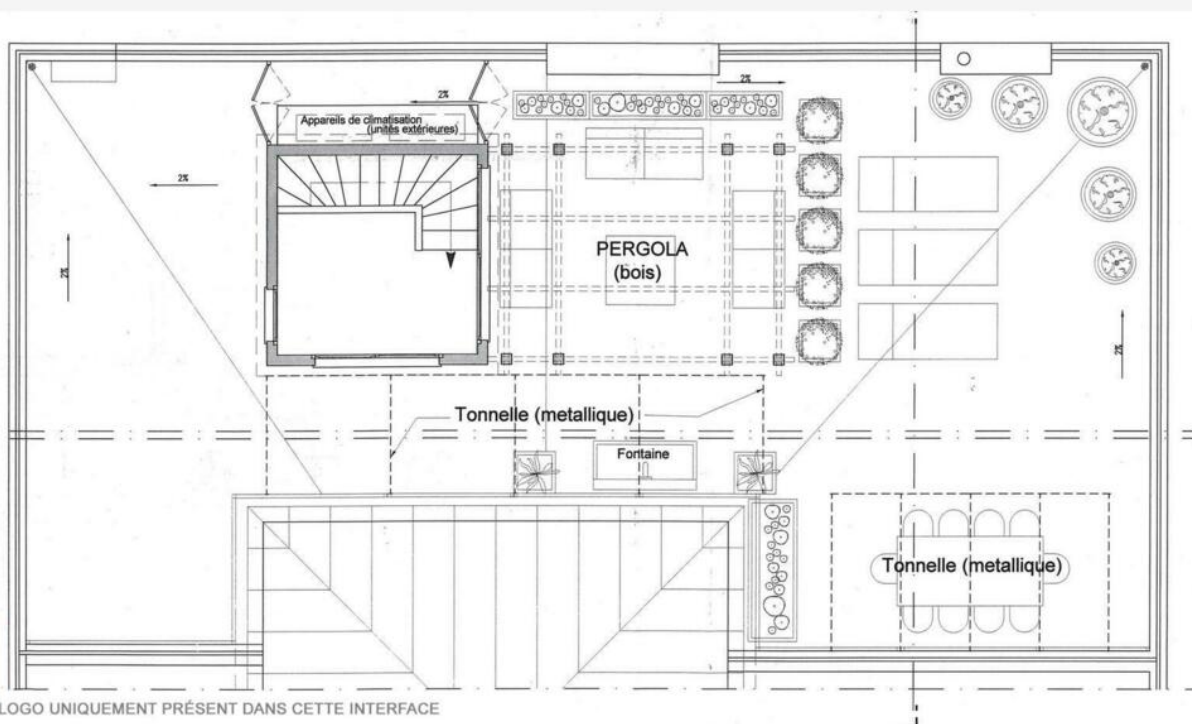 2%
2%
Appareils de climatisation
(unités extérieures)
2%
2%
PERGOLA
(bois)
2%
Tonnelle (metallique)
Fontaine
Tonnelle (metallique)
LOGO UNIQUEMENT PRÉSENT DANS CETTE INTERFACE